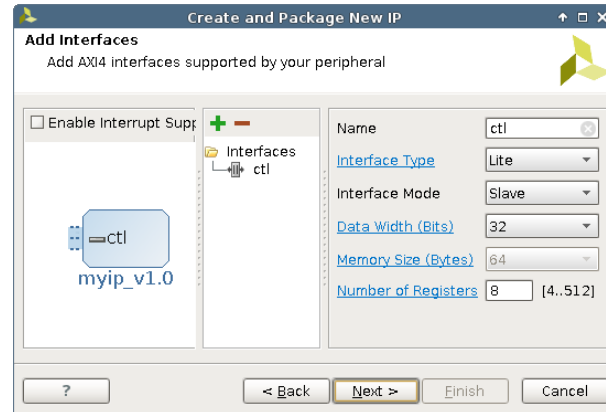 Create and Package New IP
Add Interfaces
Add AXI4 interfaces supported by your peripheral
Enable Interrupt Supp
ctl
myip_v1.0
Interfaces
ctl
Name ctl
Interface Type Lite
Interface Mode Slave
Data Width (Bits) 32
Memory Size (Bytes) 64
Number of Registers 8 [4..512]
? < Back Next > Finish Cancel